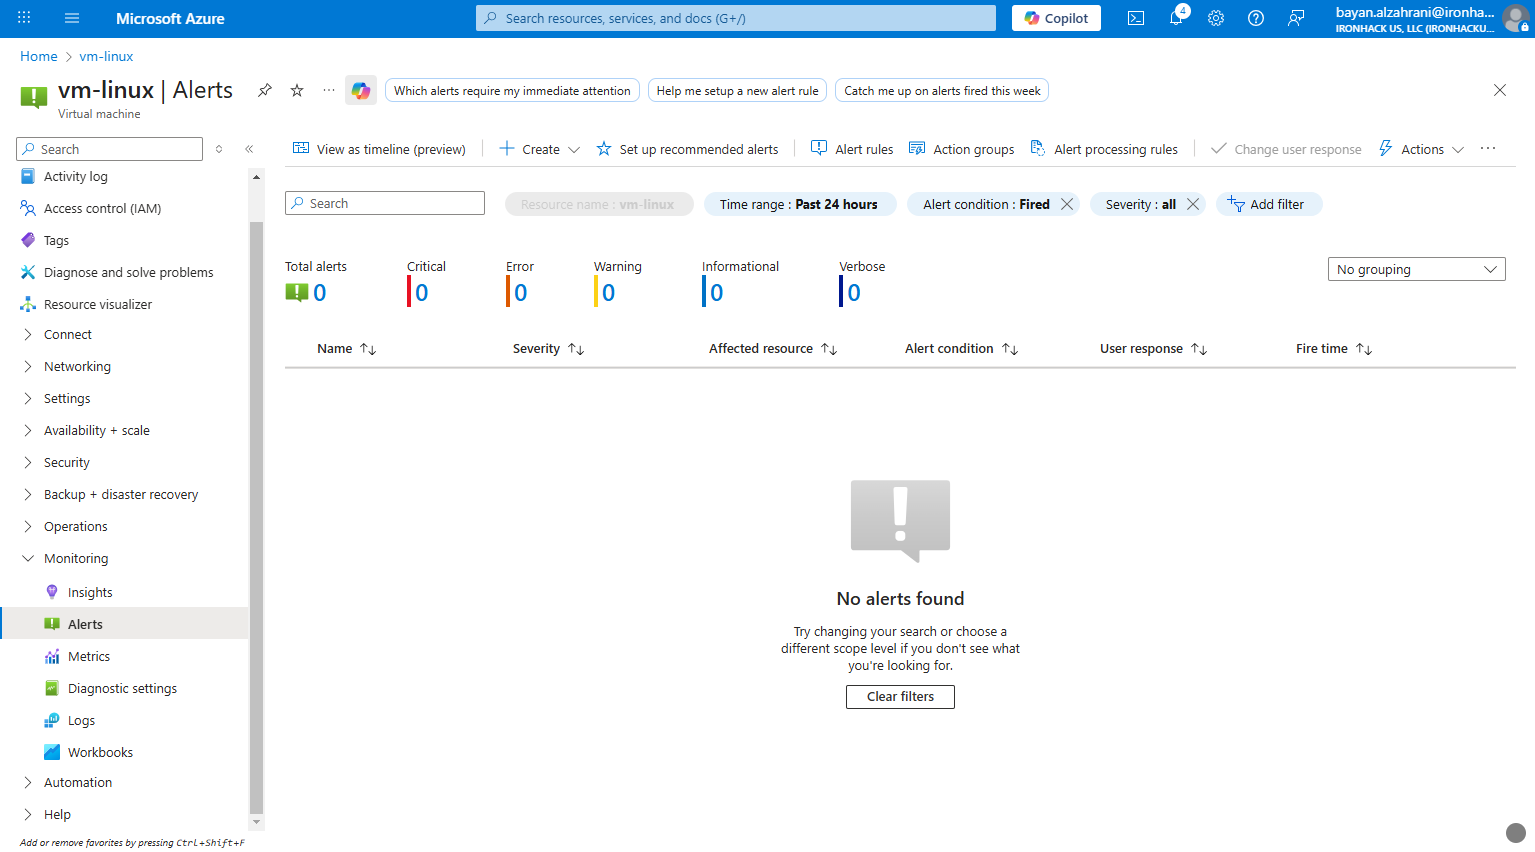 Microsoft Azure
Search resources, services, and docs (G+/)
Copilot
4
bayan.alzahrani@ironha...
IRONHACK US, LLC (IRONHACKU...
Home > vm-linux
vm-linux | Alerts
Virtual machine
Which alerts require my immediate attention
Help me setup a new alert rule
Catch me up on alerts fired this week
Search
Activity log
Access control (IAM)
Tags
Diagnose and solve problems
Resource visualizer
Connect
Networking
Settings
Availability + scale
Security
Backup + disaster recovery
Operations
Monitoring
Insights
Alerts
Metrics
Diagnostic settings
Logs
Workbooks
Automation
Help
Add or remove favorites by pressing Ctrl+Shift+F
View as timeline (preview)
Create
Set up recommended alerts
Alert rules
Action groups
Alert processing rules
Change user response
Actions
Search
Resource name : vm-linux
Time range : Past 24 hours
Alert condition : Fired
Severity : all
Add filter
Total alerts
0
Critical
0
Error
0
Warning
0
Informational
0
Verbose
0
No grouping
Name
Severity
Affected resource
Alert condition
User response
Fire time
No alerts found
Try changing your search or choose a
different scope level if you don't see what
you're looking for.
Clear filters